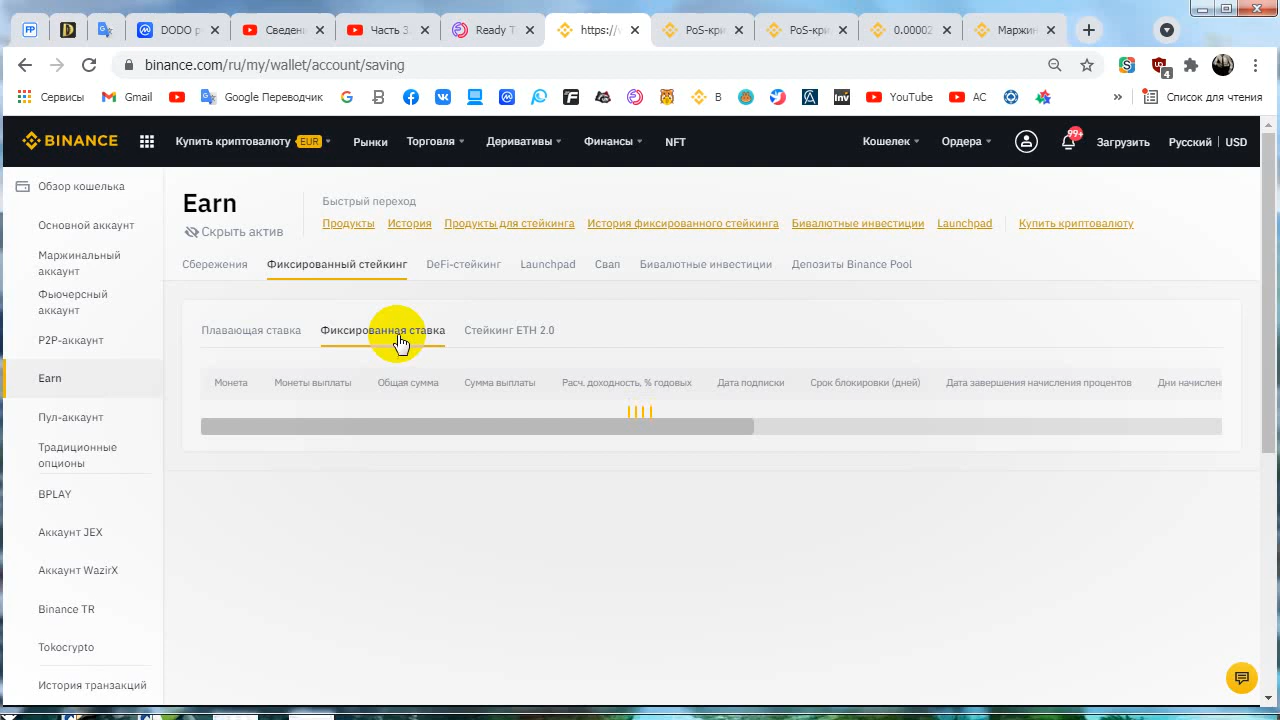 FP
D
DODO p
Сведен
Часть 3
Ready T
https://
PoS-кри
PoS-кри
0.00002
Маржин
binance.com/ru/my/wallet/account/saving
4
Сервисы
Gmail
Google Переводчик
B
inv
YouTube
АС
»
Список для чтения
BINANCE
Купить криптовалюту EUR
Рынки
Торговля
Деривативы
Финансы
NFT
Кошелек
Ордера
99+
Загрузить
Русский | USD
Обзор кошелька
Основной аккаунт
Маржинальный
аккаунт
Фьючерсный
аккаунт
P2P-аккаунт
Earn
Пул-аккаунт
Традиционные
опционы
BPLAY
Аккаунт JEX
Аккаунт WazirX
Binance TR
Tokocrypto
История транзакций
Earn
Скрыть актив
Быстрый переход
Продукты
История
Продукты для стейкинга
История фиксированного стейкинга
Бивалютные инвестиции
Launchpad
Купить криптовалюту
Сбережения
Фиксированный стейкинг
DeFi-стейкинг
Launchpad
Свап
Бивалютные инвестиции
Депозиты Binance Pool
Плавающая ставка
Фиксированная ставка
Стейкинг ETH 2.0
Монета
Монеты выплаты
Общая сумма
Сумма выплаты
Расч. доходность, % годовых
Дата подписки
Срок блокировки (дней)
Дата завершения начисления процентов
Дни начислен